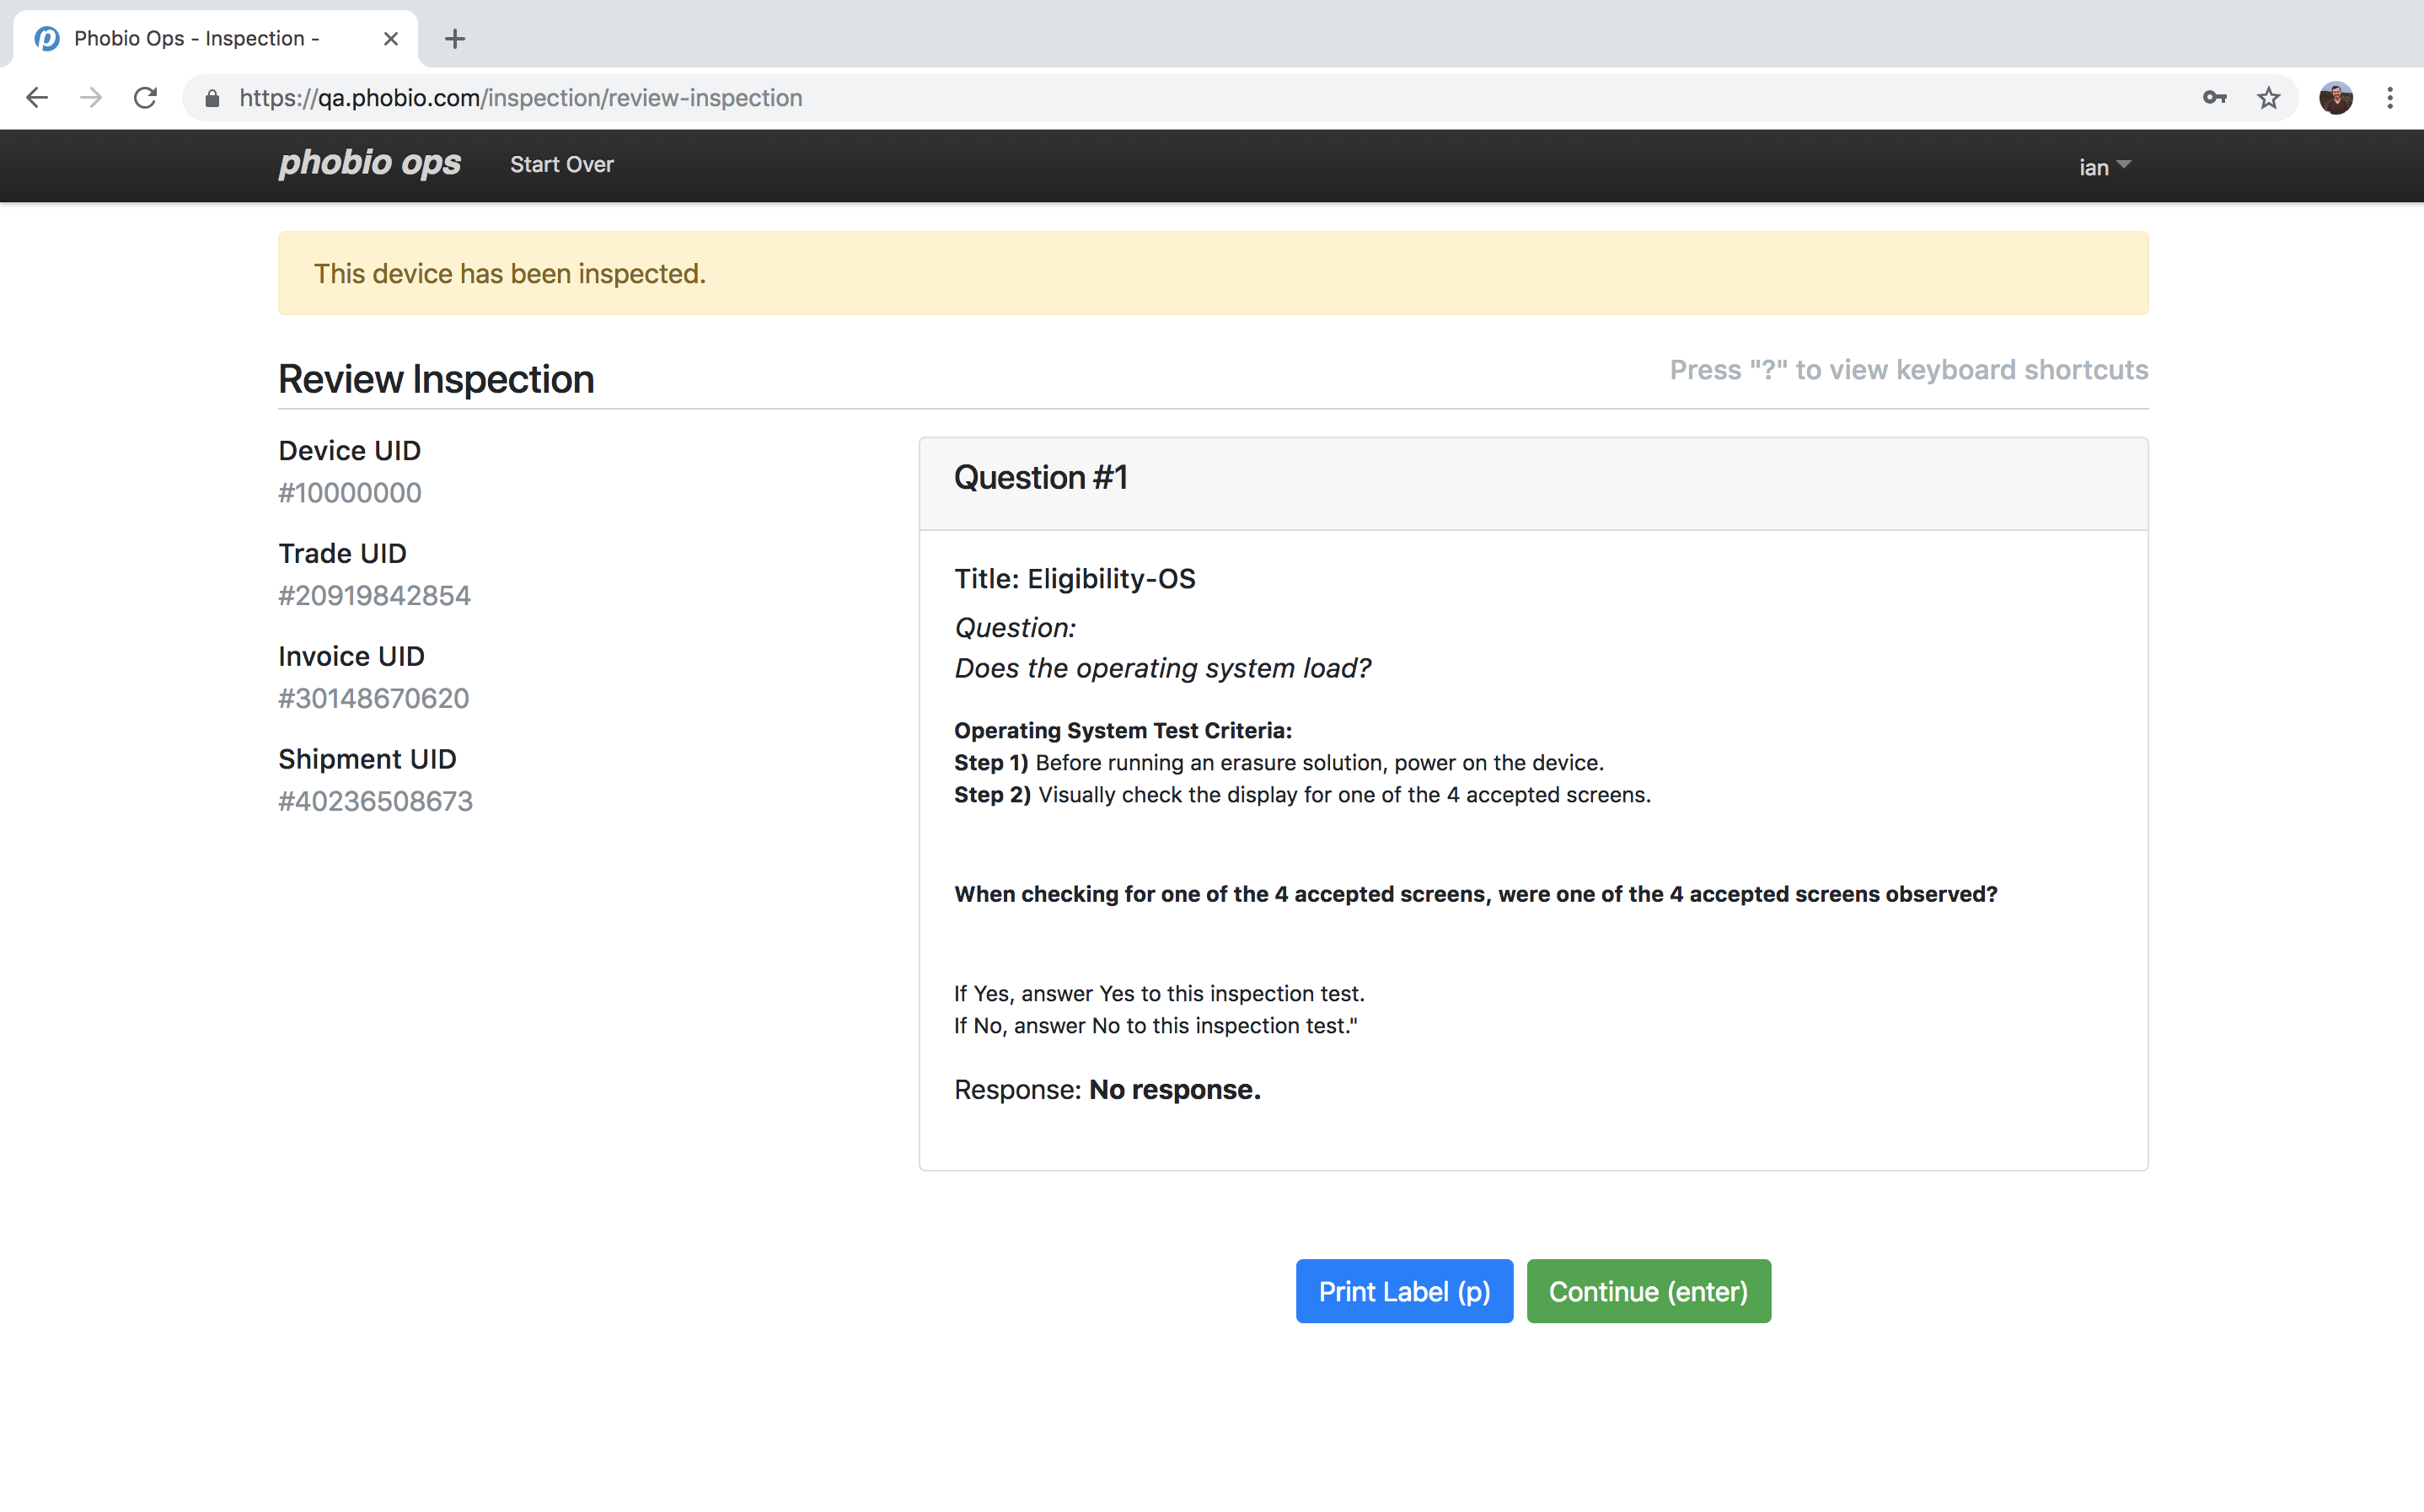 Phobio Ops - Inspection -
https://qa.phobio.com/inspection/review-inspection
phobio ops
Start Over
ian
This device has been inspected.
Review Inspection
Press "?" to view keyboard shortcuts
Device UID
#10000000
Trade UID
#20919842854
Invoice UID
#30148670620
Shipment UID
#40236508673
Question #1
Title: Eligibility-OS
Question:
Does the operating system load?
Operating System Test Criteria:
Step 1) Before running an erasure solution, power on the device.
Step 2) Visually check the display for one of the 4 accepted screens.
When checking for one of the 4 accepted screens, were one of the 4 accepted screens observed?
If Yes, answer Yes to this inspection test.
If No, answer No to this inspection test."
Response: No response.
Print Label (p)
Continue (enter)